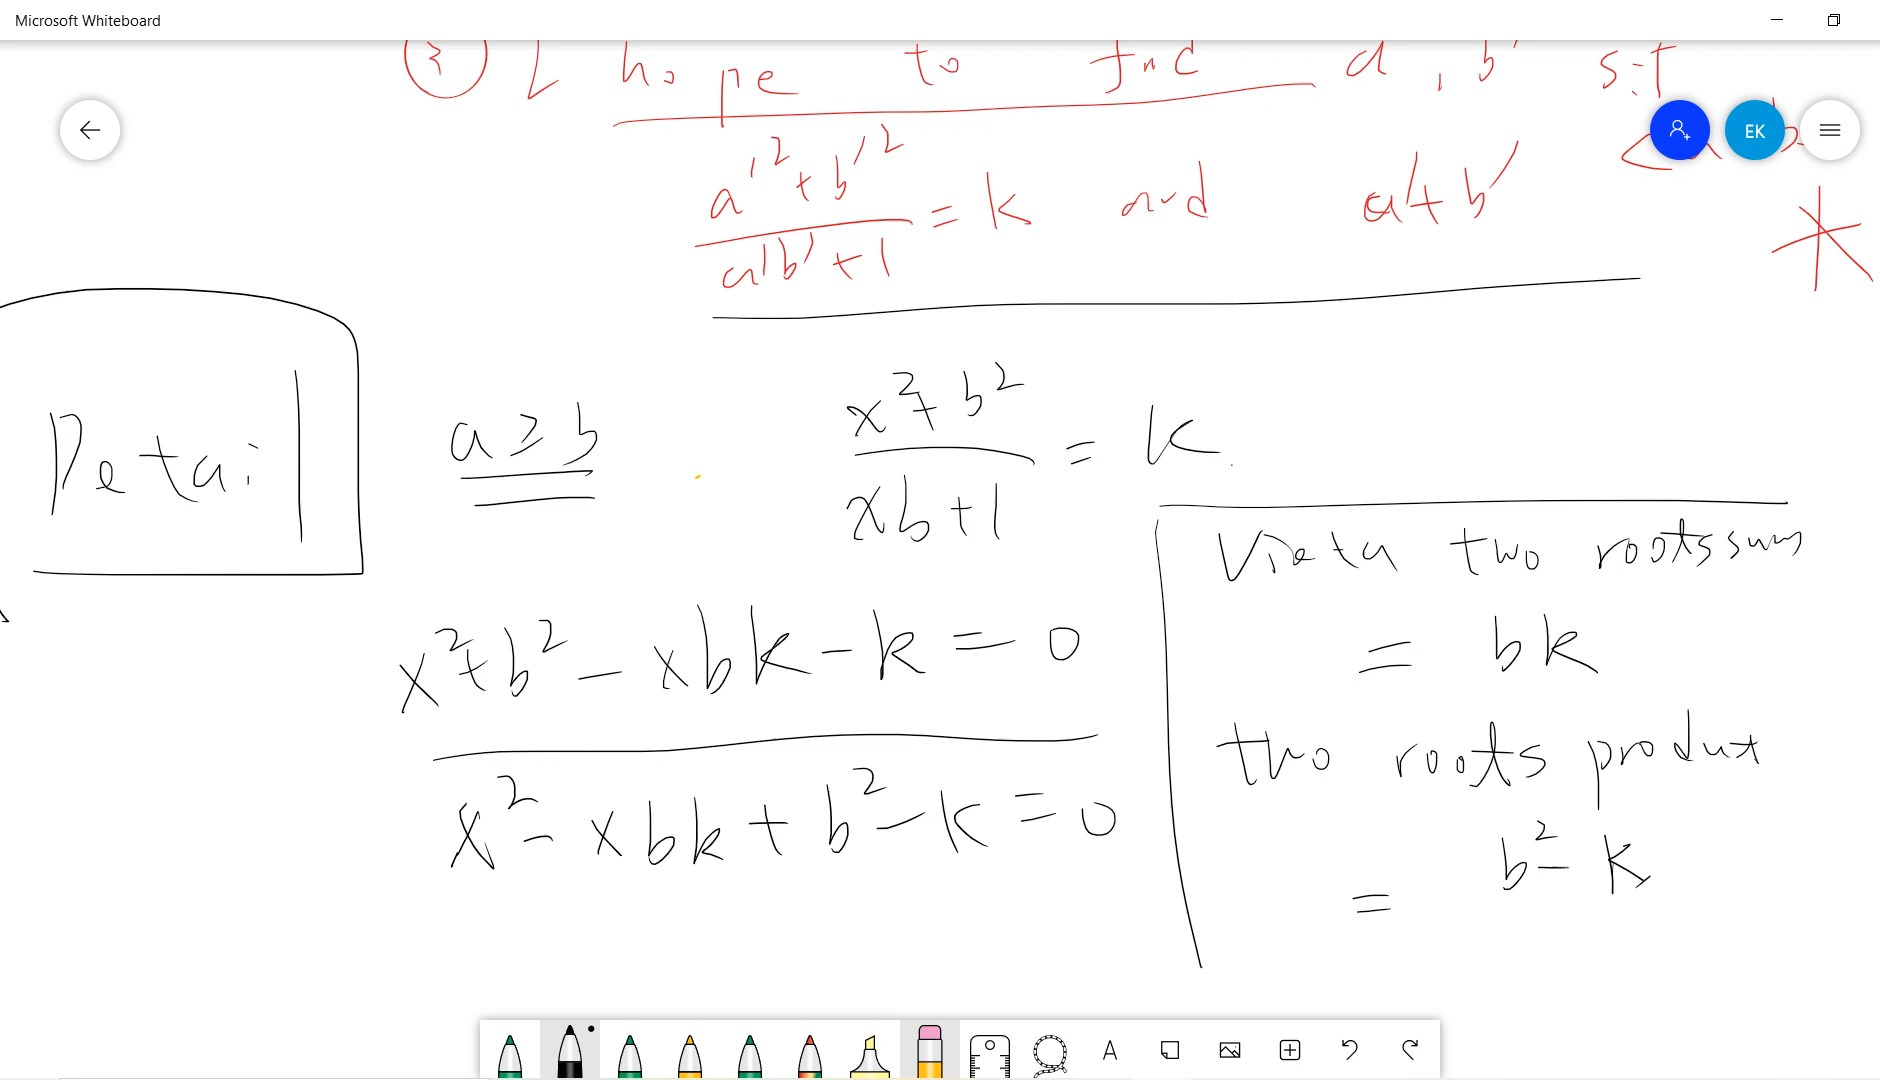 Microsoft Whiteboard
③ I hope to find a', b' s.t
a'²+b'² / a'b'+1 = k and a'+b' <
EK
Detail
a ≥ b
x²+b² / xb+1 = k.
Vieta two roots sum
= bk
x²+b²-xbk-k=0
two roots product
= b²-k
x²-xbk+b²-k=0
A